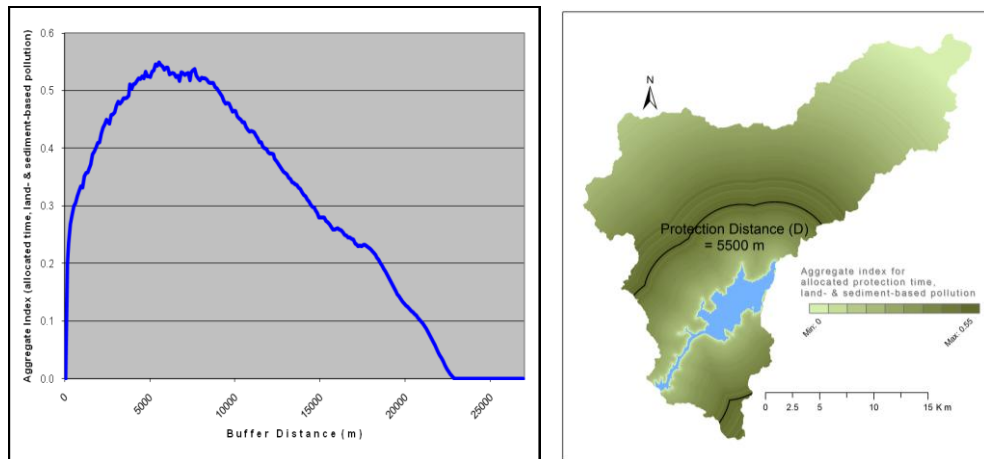 Aggregate Index (allocated time, land- & sediment-based pollution)
0.6
0.5
0.4
0.3
0.2
0.1
0.0
0
5000
10000
15000
20000
25000
Buffer Distance (m)
N
Protection Distance (D)
= 5500 m
Aggregate index for
allocated protection time,
land- & sediment-based pollution
Min: 0
Max: 0.55
0 2.5 5 10 15 Km